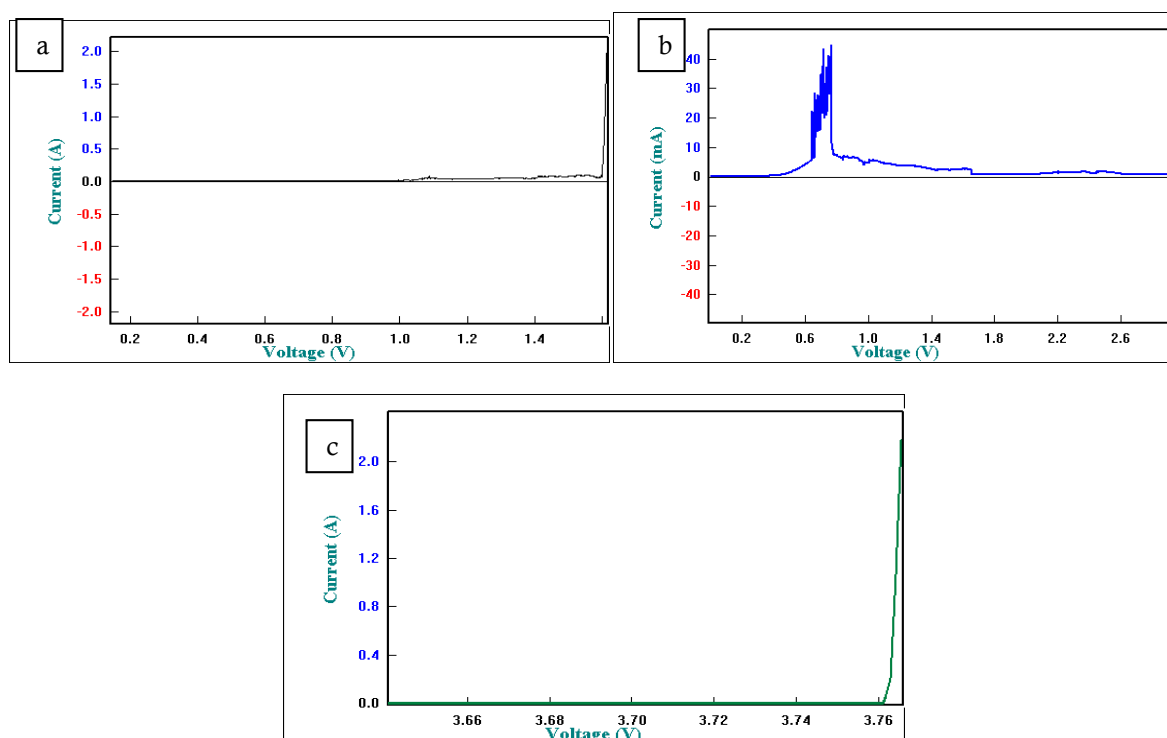 a
2.0
1.5
1.0
0.5
0.0
-0.5
-1.0
-1.5
-2.0
Current (A)
0.2 0.4 0.6 0.8 1.0 1.2 1.4
Voltage (V)
b
40
30
20
10
0
-10
-20
-30
-40
Current (mA)
0.2 0.6 1.0 1.4 1.8 2.2 2.6
Voltage (V)
c
2.0
1.6
1.2
0.8
0.4
0.0
Current (A)
3.66 3.68 3.70 3.72 3.74 3.76
Voltage (V)